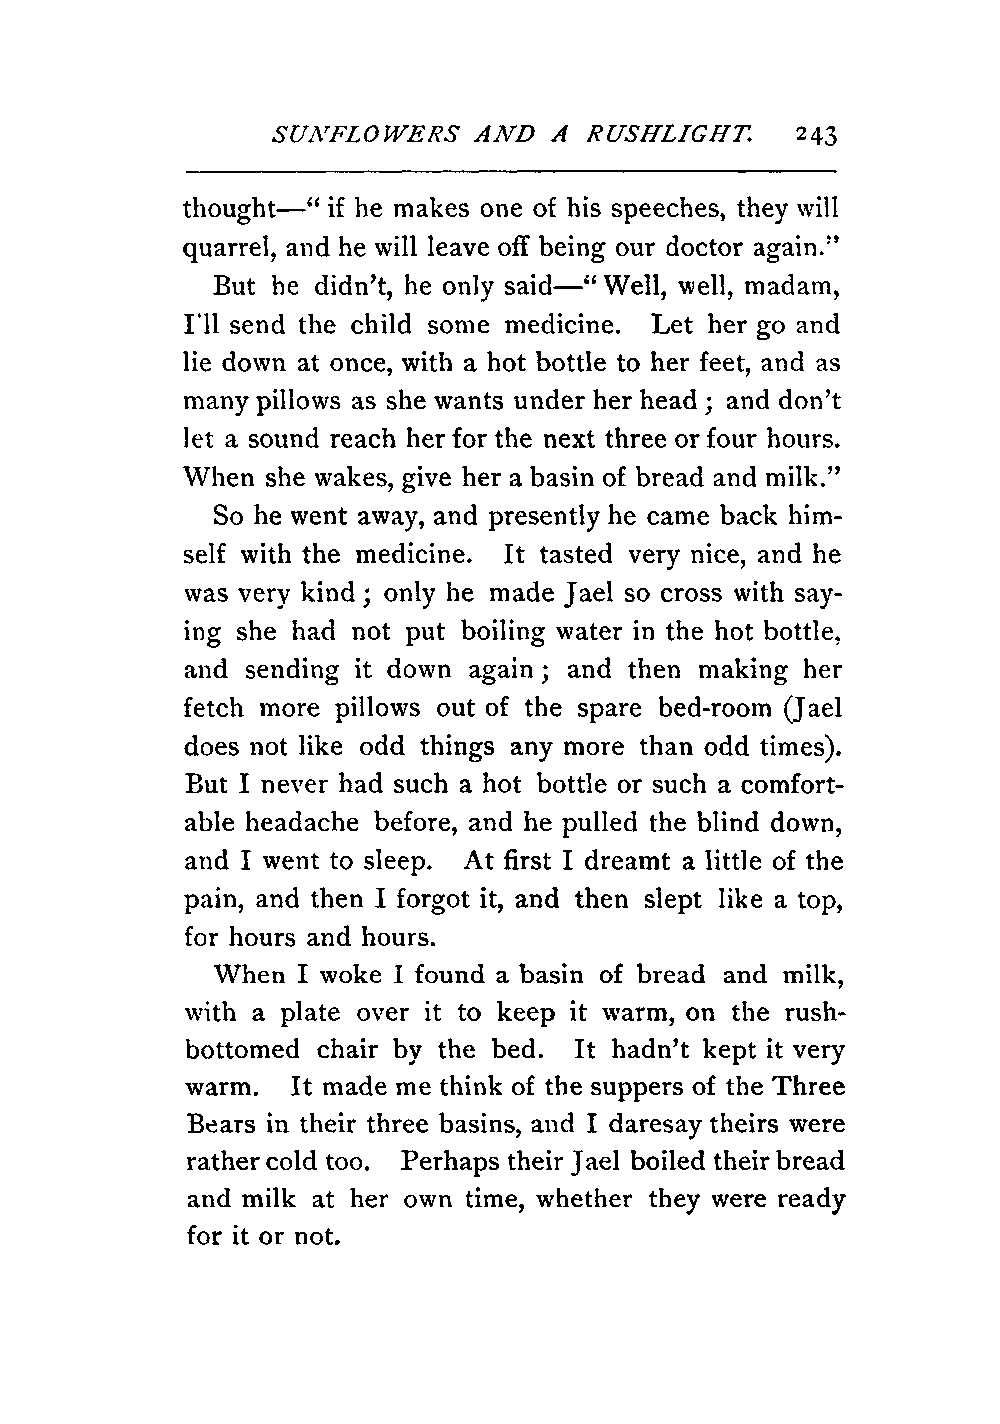 SUNFLOWERS AND A RUSHLIGHT. 243
thought—“ if he makes one of his speeches, they will
quarrel, and he will leave off being our doctor again.”
But he didn’t, he only said—“ Well, well, madam,
I’ll send the child some medicine. Let her go and
lie down at once, with a hot bottle to her feet, and as
many pillows as she wants under her head ; and don’t
let a sound reach her for the next three or four hours.
When she wakes, give her a basin of bread and milk.”
So he went away, and presently he came back him-
self with the medicine. It tasted very nice, and he
was very kind ; only he made Jael so cross with say-
ing she had not put boiling water in the hot bottle,
and sending it down again ; and then making her
fetch more pillows out of the spare bed-room (Jael
does not like odd things any more than odd times).
But I never had such a hot bottle or such a comfort-
able headache before, and he pulled the blind down,
and I went to sleep. At first I dreamt a little of the
pain, and then I forgot it, and then slept like a top,
for hours and hours.
When I woke I found a basin of bread and milk,
with a plate over it to keep it warm, on the rush-
bottomed chair by the bed. It hadn’t kept it very
warm. It made me think of the suppers of the Three
Bears in their three basins, and I daresay theirs were
rather cold too. Perhaps their Jael boiled their bread
and milk at her own time, whether they were ready
for it or not.